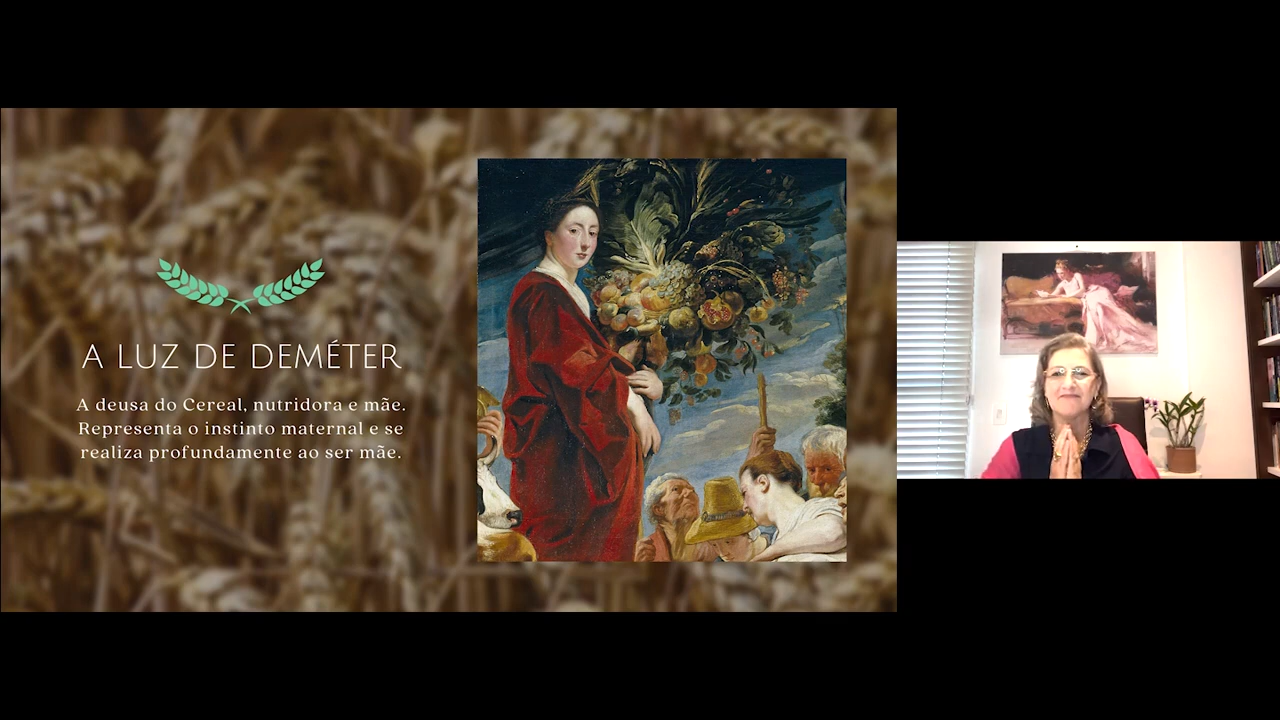 A LUZ DE DEMÉTER
A deusa do Cereal, nutridora e mãe.
Representa o instinto maternal e se
realiza profundamente ao ser mãe.